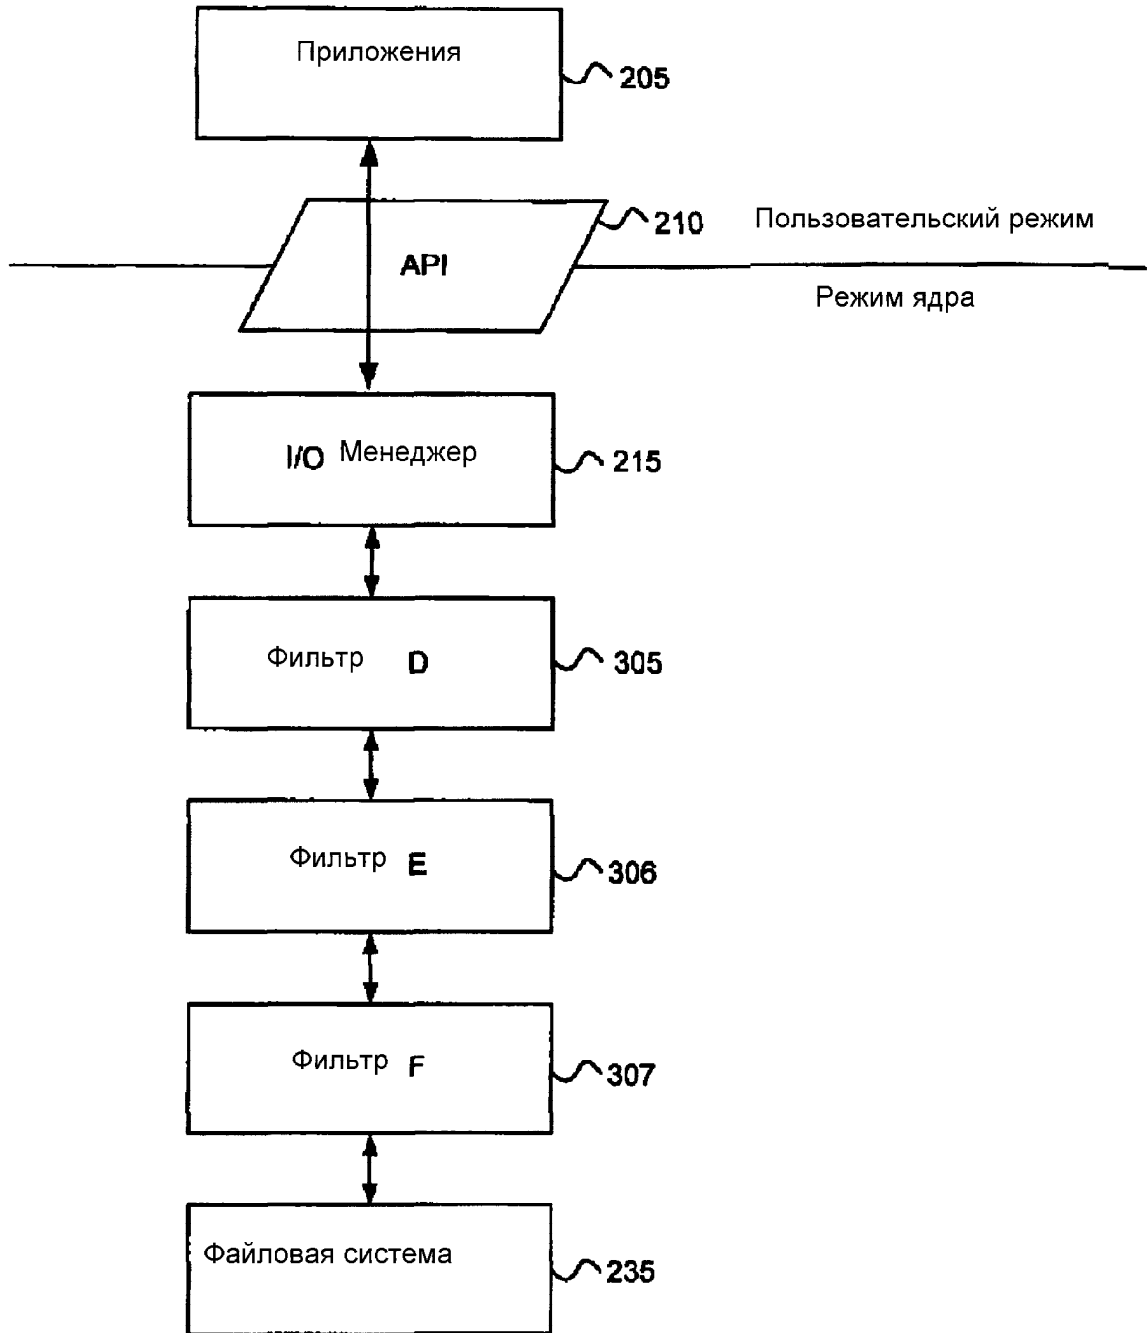 Приложения
205
210
Пользовательский режим
API
Режим ядра
I/O Менеджер
215
Фильтр D
305
Фильтр E
306
Фильтр F
307
Файловая система
235